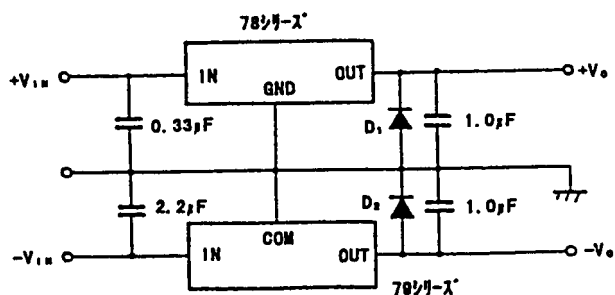 78シリーズ
+VIN
IN
OUT
+Vo
GND
0.33μF
D1
1.0μF
2.2μF
D2
1.0μF
COM
-VIN
IN
OUT
-Vo
79シリーズ